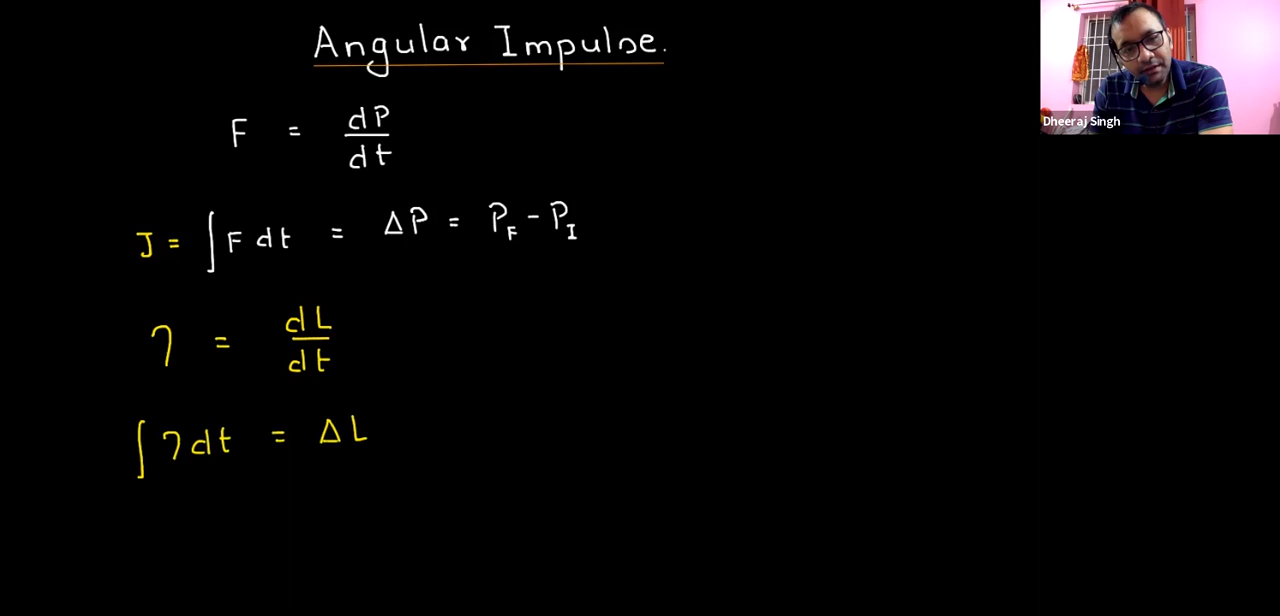 Angular Impulse.
Dheeraj Singh
F = dP/dt
J = ∫F dt = ΔP = P_F - P_I
τ = dL/dt
∫τ dt = ΔL